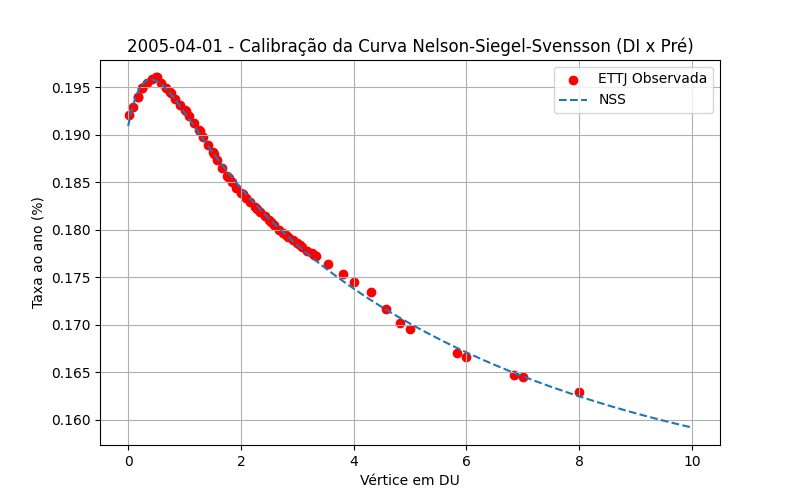 2005-04-01 - Calibração da Curva Nelson-Siegel-Svensson (DI x Pré)
ETTJ Observada
NSS
Taxa ao ano (%)
0.195
0.190
0.185
0.180
0.175
0.170
0.165
0.160
0 2 4 6 8 10
Vértice em DU